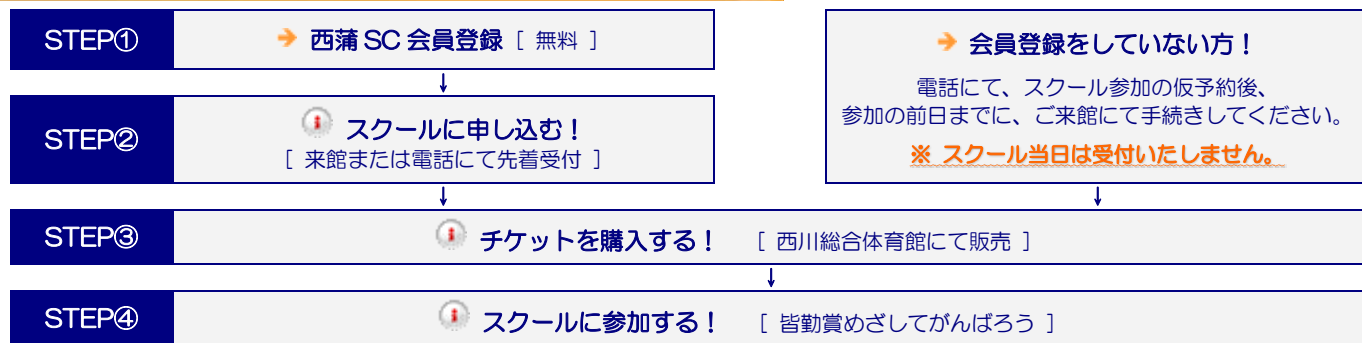 STEP①
西蒲SC会員登録 [ 無料 ]
STEP②
スクールに申し込む！
[ 来館または電話にて先着受付 ]
会員登録をしていない方！
電話にて、スクール参加の仮予約後、
参加の前日までに、ご来館にて手続きしてください。
※ スクール当日は受付いたしません。
STEP③
チケットを購入する！ [ 西川総合体育館にて販売 ]
STEP④
スクールに参加する！ [ 皆勤賞めざしてがんばろう ]